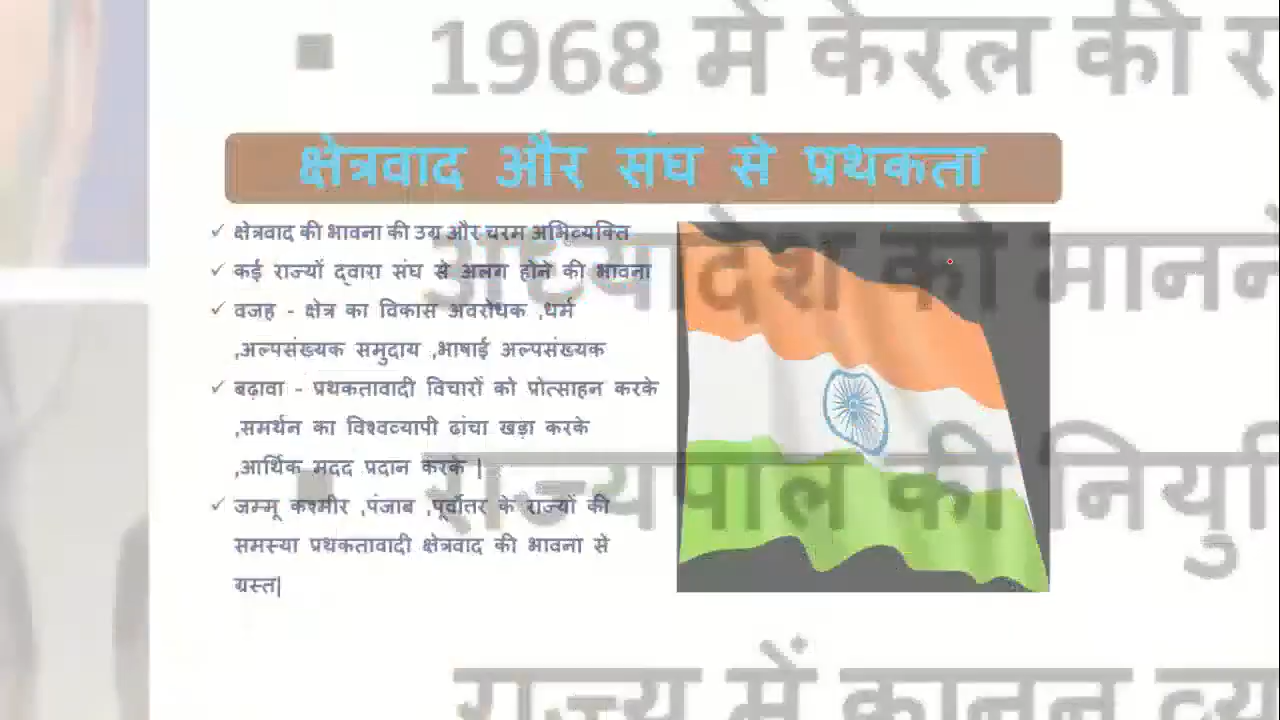 1968 में केरल की
क्षेत्रवाद और संघ से प्रथकता
✓ क्षेत्रवाद की भावना की उग्र और चरम अभिव्यक्ति
✓ कई राज्यों द्वारा संघ से अलग होने की भावना
✓ वजह - क्षेत्र का विकास अवरोधक ,धर्म
,अल्पसंख्यक समुदाय ,भाषाई अल्पसंख्यक
✓ बढ़ावा - प्रथकतावादी विचारों को प्रोत्साहन करके
,समर्थन का विश्वव्यापी ढांचा खड़ा करके
,आर्थिक मदद प्रदान करके |
✓ जम्मू कश्मीर ,पंजाब ,पूर्वोतर के राज्यों की
समस्या प्रथकतावादी क्षेत्रवाद की भावना से
ग्रस्त|
अध्यादेश को
राज्यपाल की
राज्य में कानून